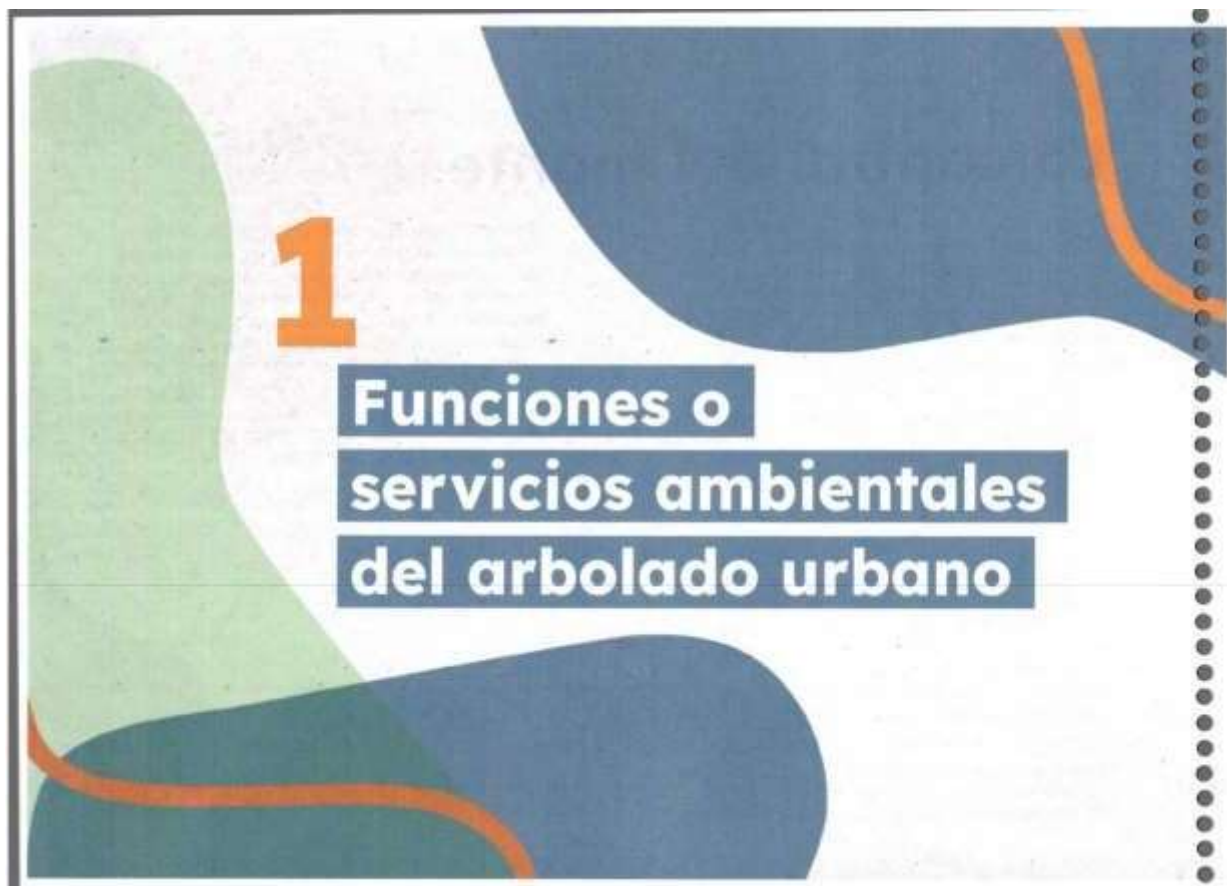 1
Funciones o
servicios ambientales
del arbolado urbano